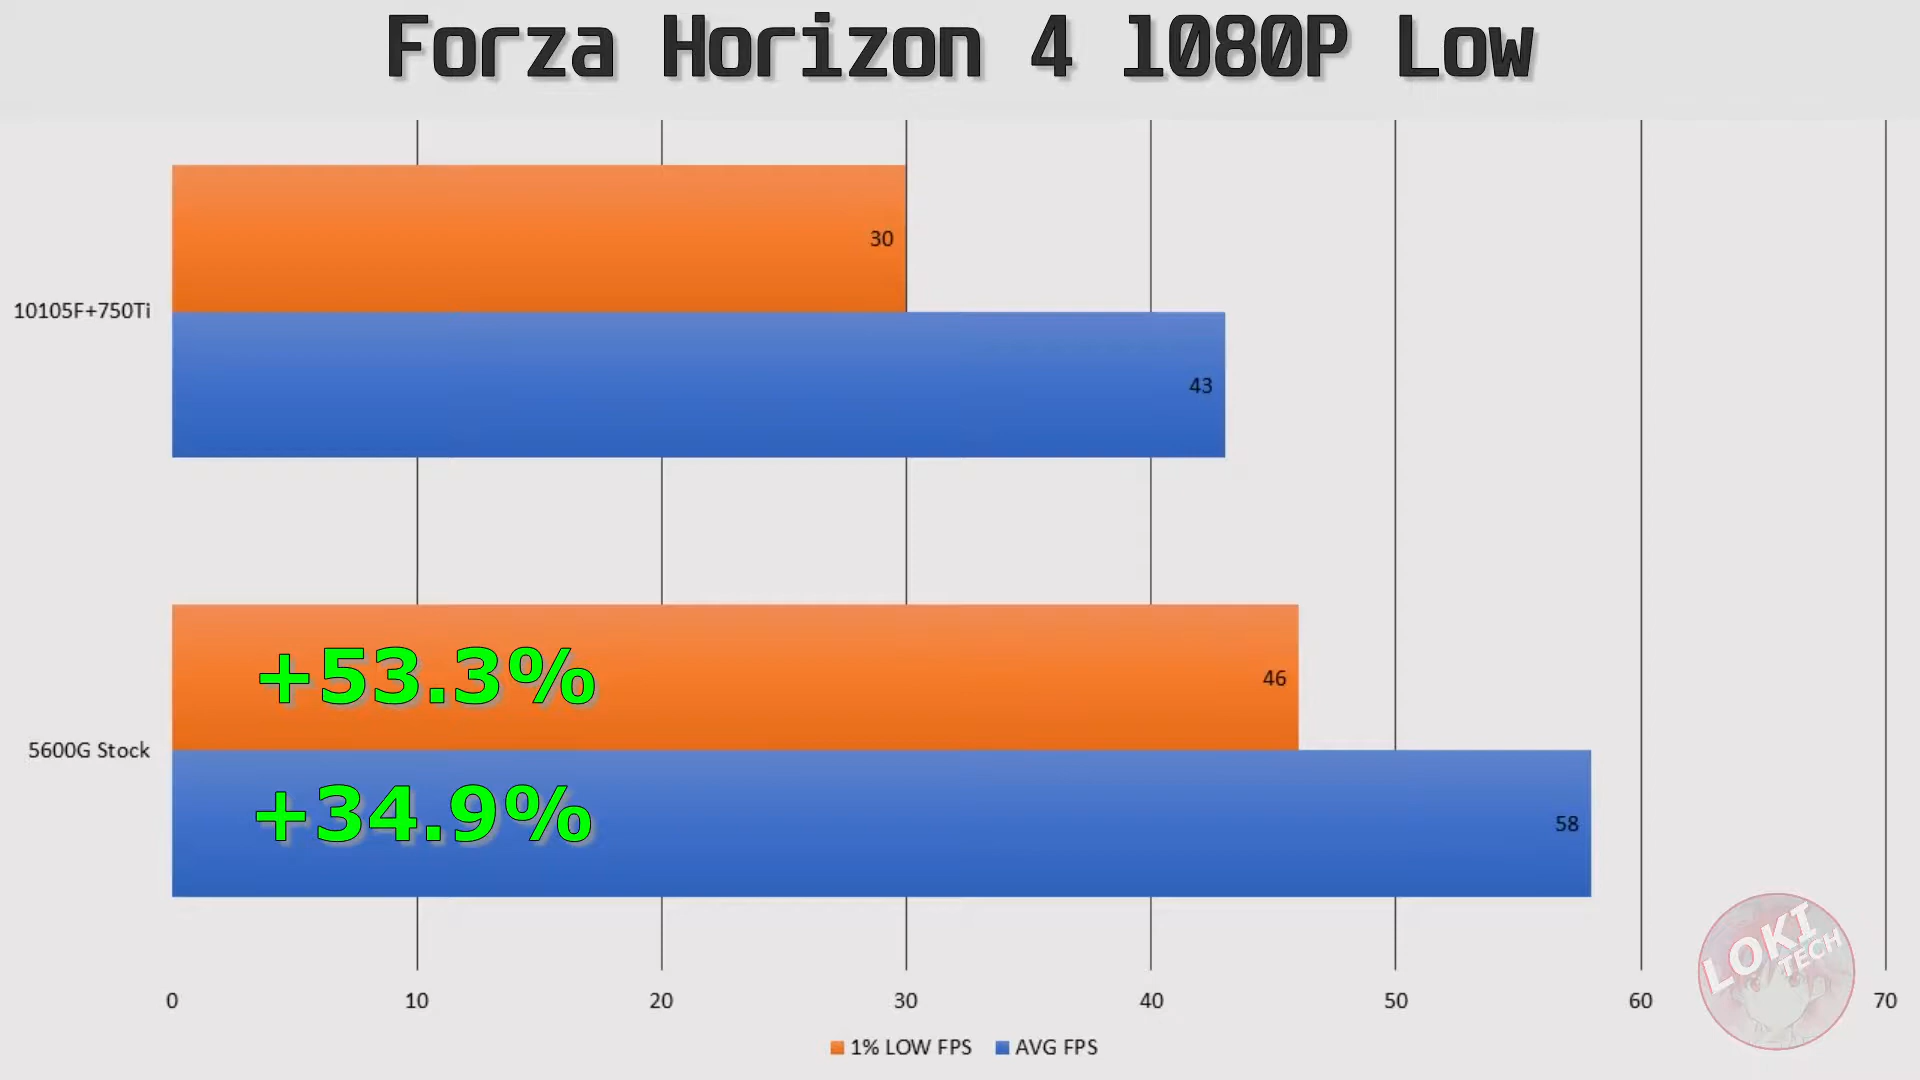 Forza Horizon 4 1080P Low
30
10105F+750Ti
43
+53.3%
46
5600G Stock
+34.9%
58
LOKI
TECH
0 10 20 30 40 50 60 70
1% LOW FPS AVG FPS